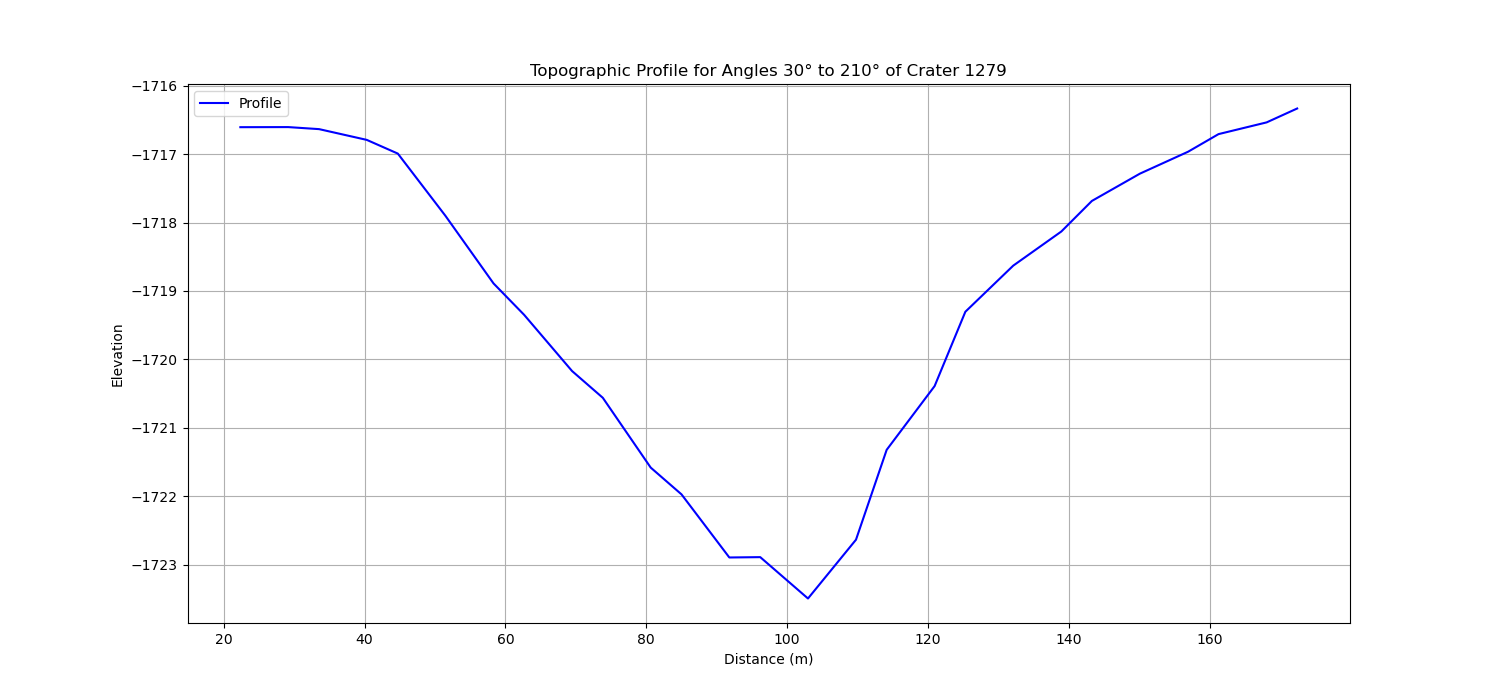 Topographic Profile for Angles 30° to 210° of Crater 1279
Profile
−1716
−1717
−1718
−1719
−1720
−1721
−1722
−1723
Elevation
20 40 60 80 100 120 140 160
Distance (m)